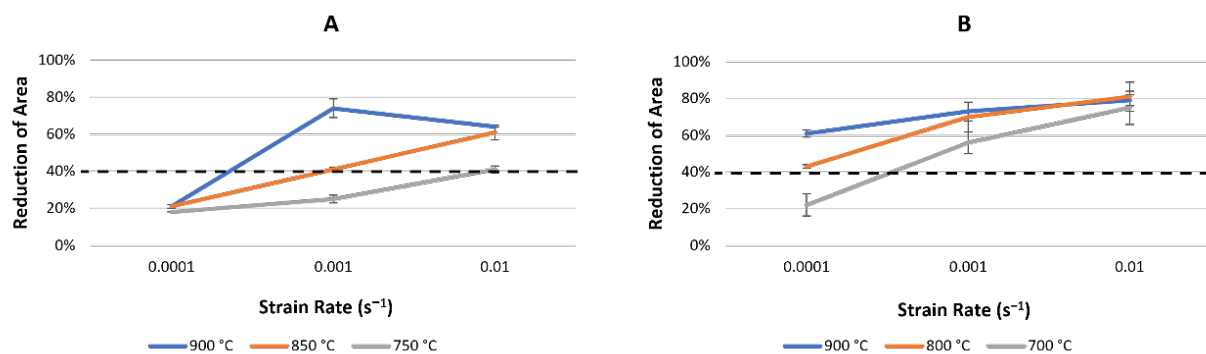 A
Reduction of Area
100%
80%
60%
40%
20%
0%
0.0001 0.001 0.01
Strain Rate (s⁻¹)
900 °C 850 °C 750 °C
B
Reduction of Area
100%
80%
60%
40%
20%
0%
0.0001 0.001 0.01
Strain Rate (s⁻¹)
900 °C 800 °C 700 °C